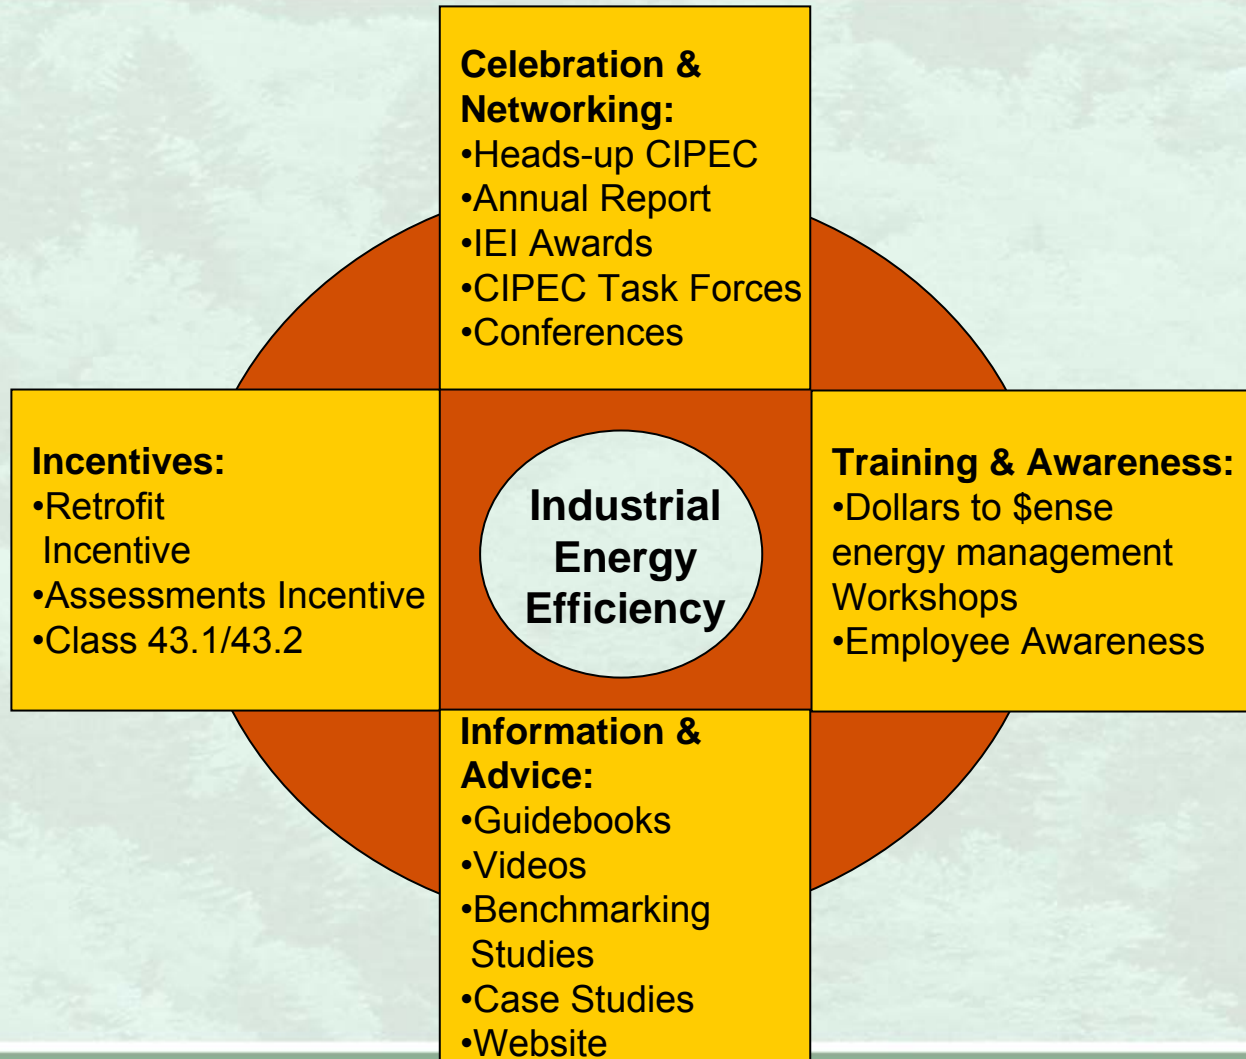 Celebration &
Networking:
•Heads-up CIPEC
•Annual Report
•IEI Awards
•CIPEC Task Forces
•Conferences
Incentives:
•Retrofit
Incentive
•Assessments Incentive
•Class 43.1/43.2
Industrial
Energy
Efficiency
Training & Awareness:
•Dollars to $ense
energy management
Workshops
•Employee Awareness
Information &
Advice:
•Guidebooks
•Videos
•Benchmarking
Studies
•Case Studies
•Website